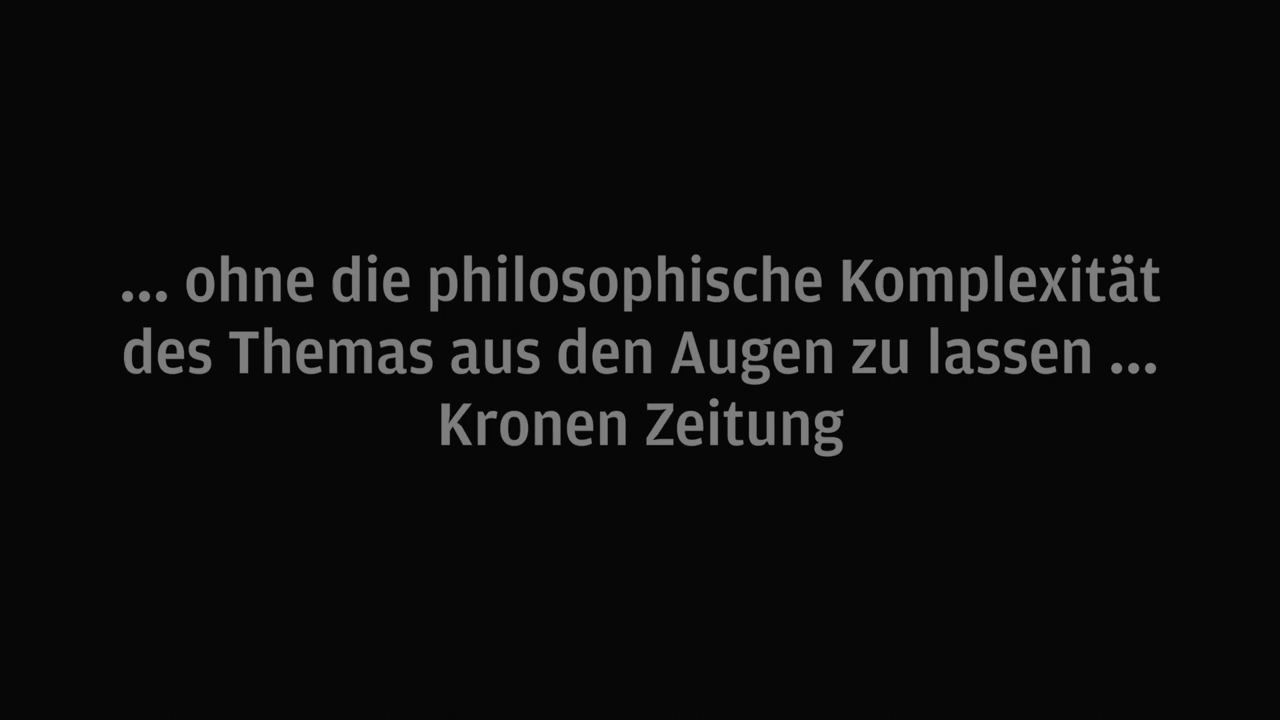 ... ohne die philosophische Komplexität
des Themas aus den Augen zu lassen ...
Kronen Zeitung